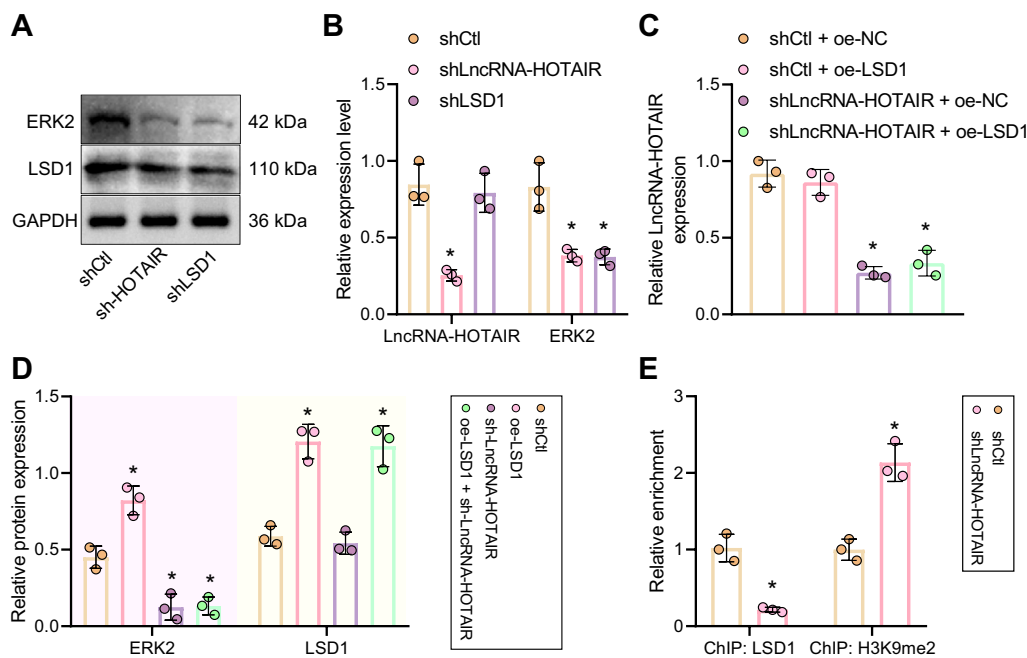 A
ERK2
42 kDa
LSD1
110 kDa
GAPDH
36 kDa
shCtl
sh-HOTAIR
shLSD1
B
shCtl
shLncRNA-HOTAIR
shLSD1
Relative expression level
1.5
1.0
0.5
0.0
*
*
*
LncRNA-HOTAIR
ERK2
C
shCtl + oe-NC
shCtl + oe-LSD1
shLncRNA-HOTAIR + oe-NC
shLncRNA-HOTAIR + oe-LSD1
Relative LncRNA-HOTAIR
expression
1.5
1.0
0.5
0.0
*
*
D
Relative protein expression
1.5
1.0
0.5
0.0
*
*
*
*
*
ERK2
LSD1
shCtl
oe-LSD1
sh-LncRNA-HOTAIR
oe-LSD1 + sh-LncRNA-HOTAIR
E
Relative enrichment
3
2
1
0
*
*
ChIP: LSD1
ChIP: H3K9me2
shCtl
shLncRNA-HOTAIR